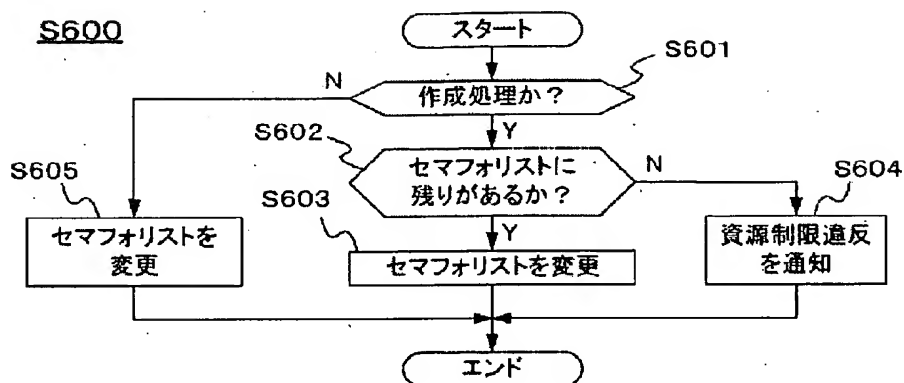 S600
スタート
S601
N
作成処理か?
S602
Y
セマフォリストに
残りがあるか?
N
S605
S603
S604
セマフォリストを
変更
Y
セマフォリストを変更
資源制限違反
を通知
エンド